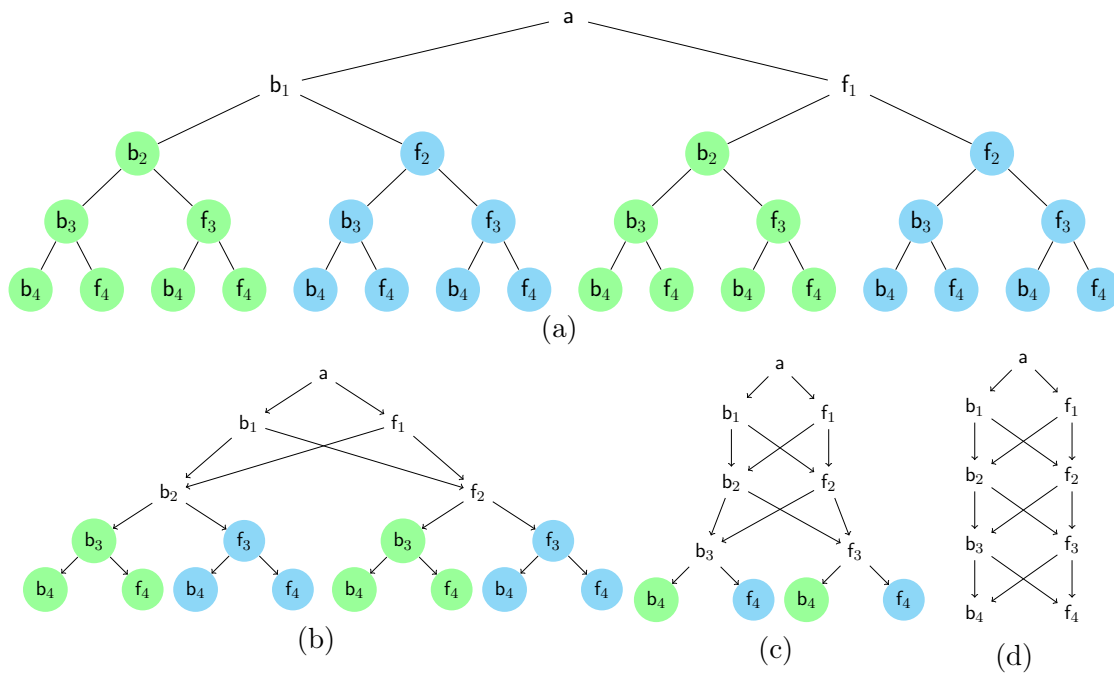 a
b₁ f₁
b₂ f₂ b₂ f₂
b₃ f₃ b₃ f₃ b₃ f₃ b₃ f₃
b₄ f₄ b₄ f₄ b₄ f₄ b₄ f₄ b₄ f₄ b₄ f₄ b₄ f₄ b₄ f₄
(a)
a
b₁ f₁
b₂ f₂
b₃ f₃ b₃ f₃
b₄ f₄ b₄ f₄ b₄ f₄ b₄ f₄
(b)
a
b₁ f₁
b₂ f₂
b₃ f₃
b₄ f₄ b₄ f₄
(c)
a
b₁ f₁
b₂ f₂
b₃ f₃
b₄ f₄
(d)